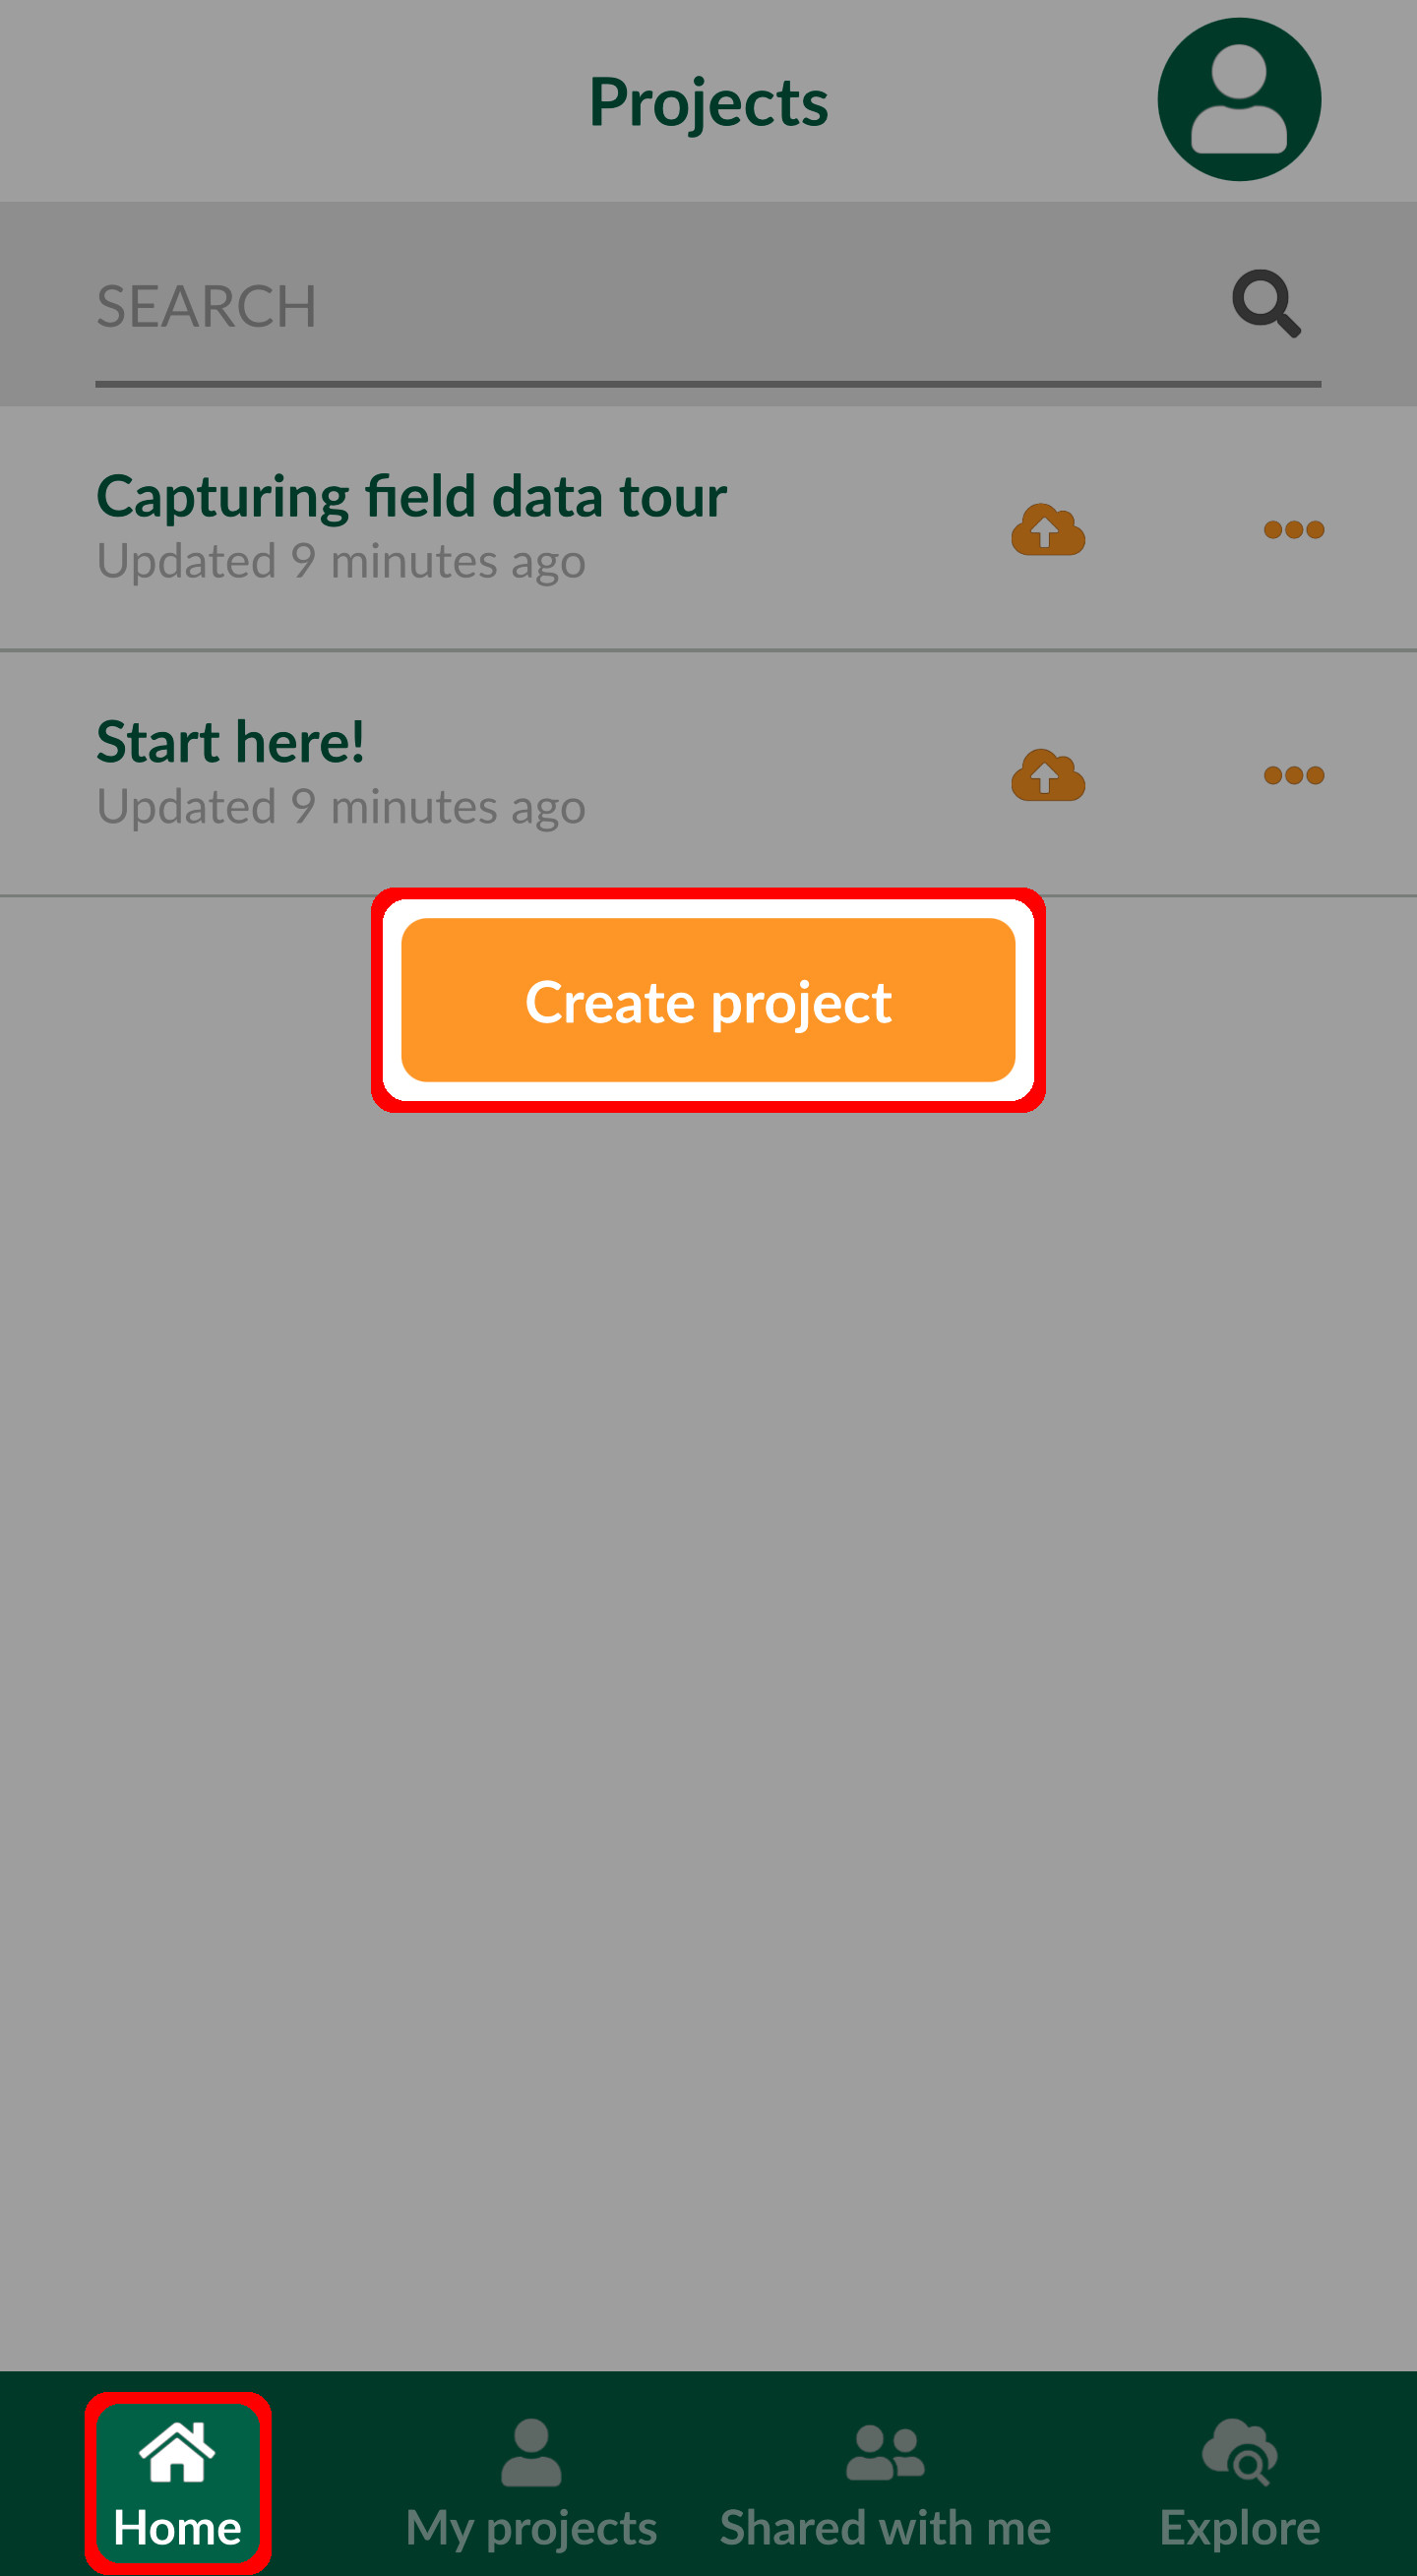 Projects
SEARCH
Capturing field data tour
Updated 9 minutes ago
Start here!
Updated 9 minutes ago
Create project
Home
My projects
Shared with me
Explore